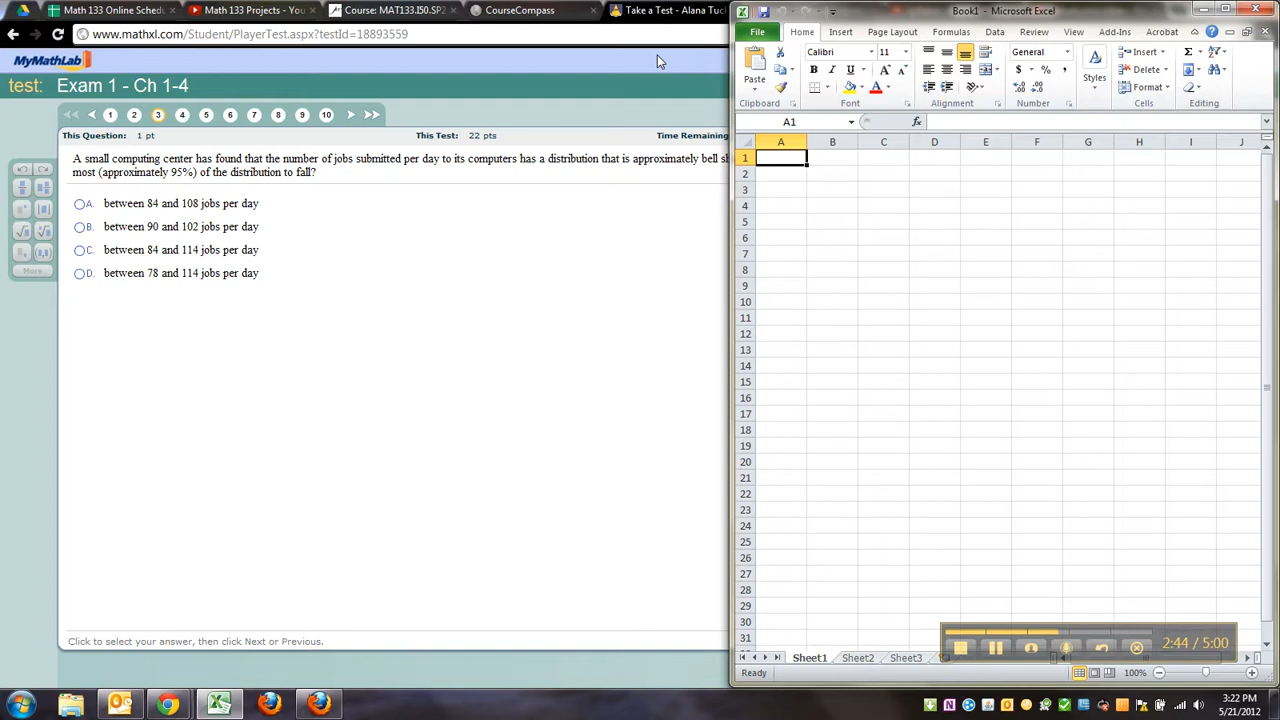 Math 133 Online Sched
Math 133 Projects - You
Course: MAT133.I50.SP2
CourseCompass
Take a Test - Alana Tucl
www.mathxl.com/Student/PlayerTest.aspx?testId=18893559
MyMathLab
test: Exam 1 - Ch 1-4
1 2 3 4 5 6 7 8 9 10
This Question: 1 pt This Test: 22 pts Time Remaining
A small computing center has found that the number of jobs submitted per day to its computers has a distribution that is approximately bell sh
most (approximately 95%) of the distribution to fall?
A. between 84 and 108 jobs per day
B. between 90 and 102 jobs per day
C. between 84 and 114 jobs per day
D. between 78 and 114 jobs per day
More
Click to select your answer, then click Next or Previous.
Book1 - Microsoft Excel
File Home Insert Page Layout Formulas Data Review View Add-Ins Acrobat
Calibri 11 General
Paste B I U A $ % , Styles Insert Delete Format
Clipboard Font Alignment Number Cells Editing
A1 fx
A B C D E F G H I J
1
2
3
4
5
6
7
8
9
10
11
12
13
14
15
16
17
18
19
20
21
22
23
24
25
26
27
28
29
30
31
2:44 / 5:00
Sheet1 Sheet2 Sheet3
Ready 100%
3:22 PM
5/21/2012